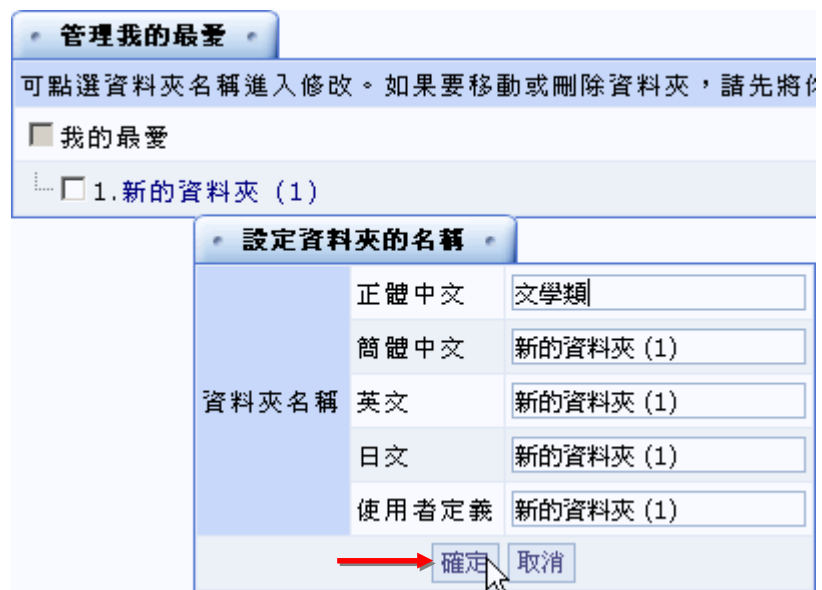 管理我的最愛
可點選資料夾名稱進入修改。如果要移動或刪除資料夾,請先將
我的最愛
1.新的資料夾 (1)
設定資料夾的名稱
資料夾名稱
正體中文 文學類
簡體中文 新的資料夾 (1)
英文 新的資料夾 (1)
日文 新的資料夾 (1)
使用者定義 新的資料夾 (1)
確定 取消